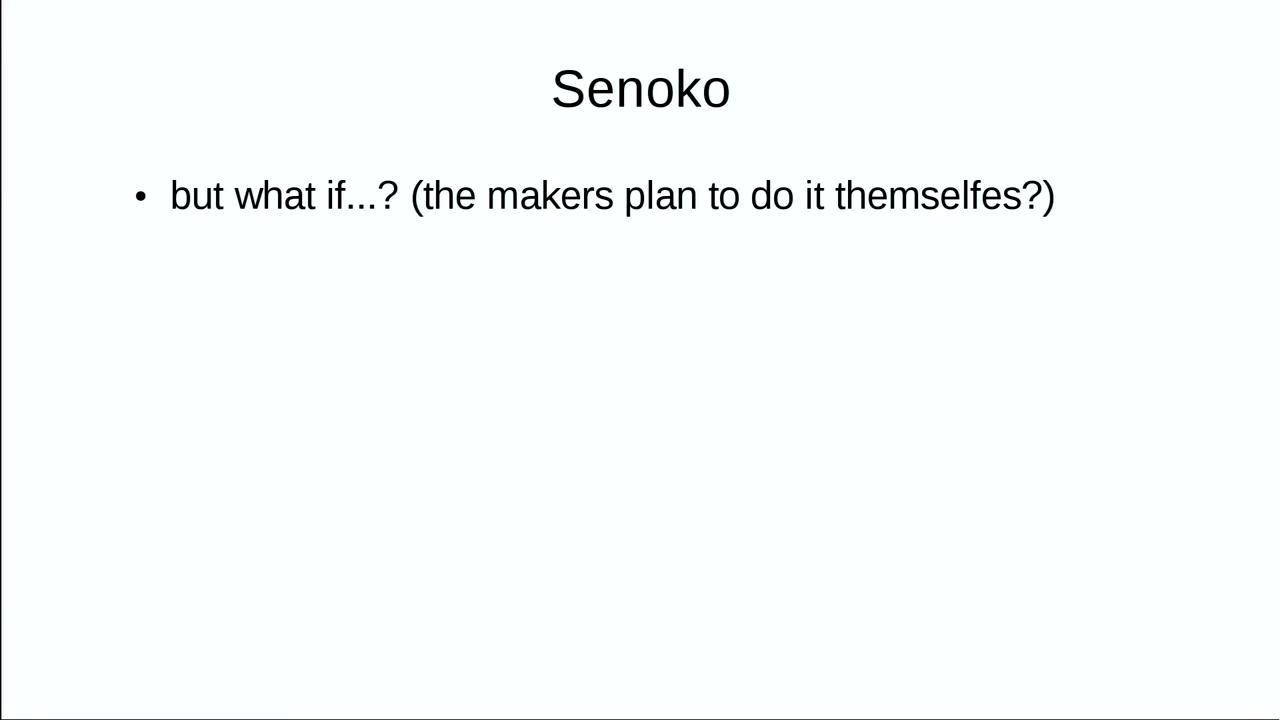 Senoko
• but what if...? (the makers plan to do it themselfes?)